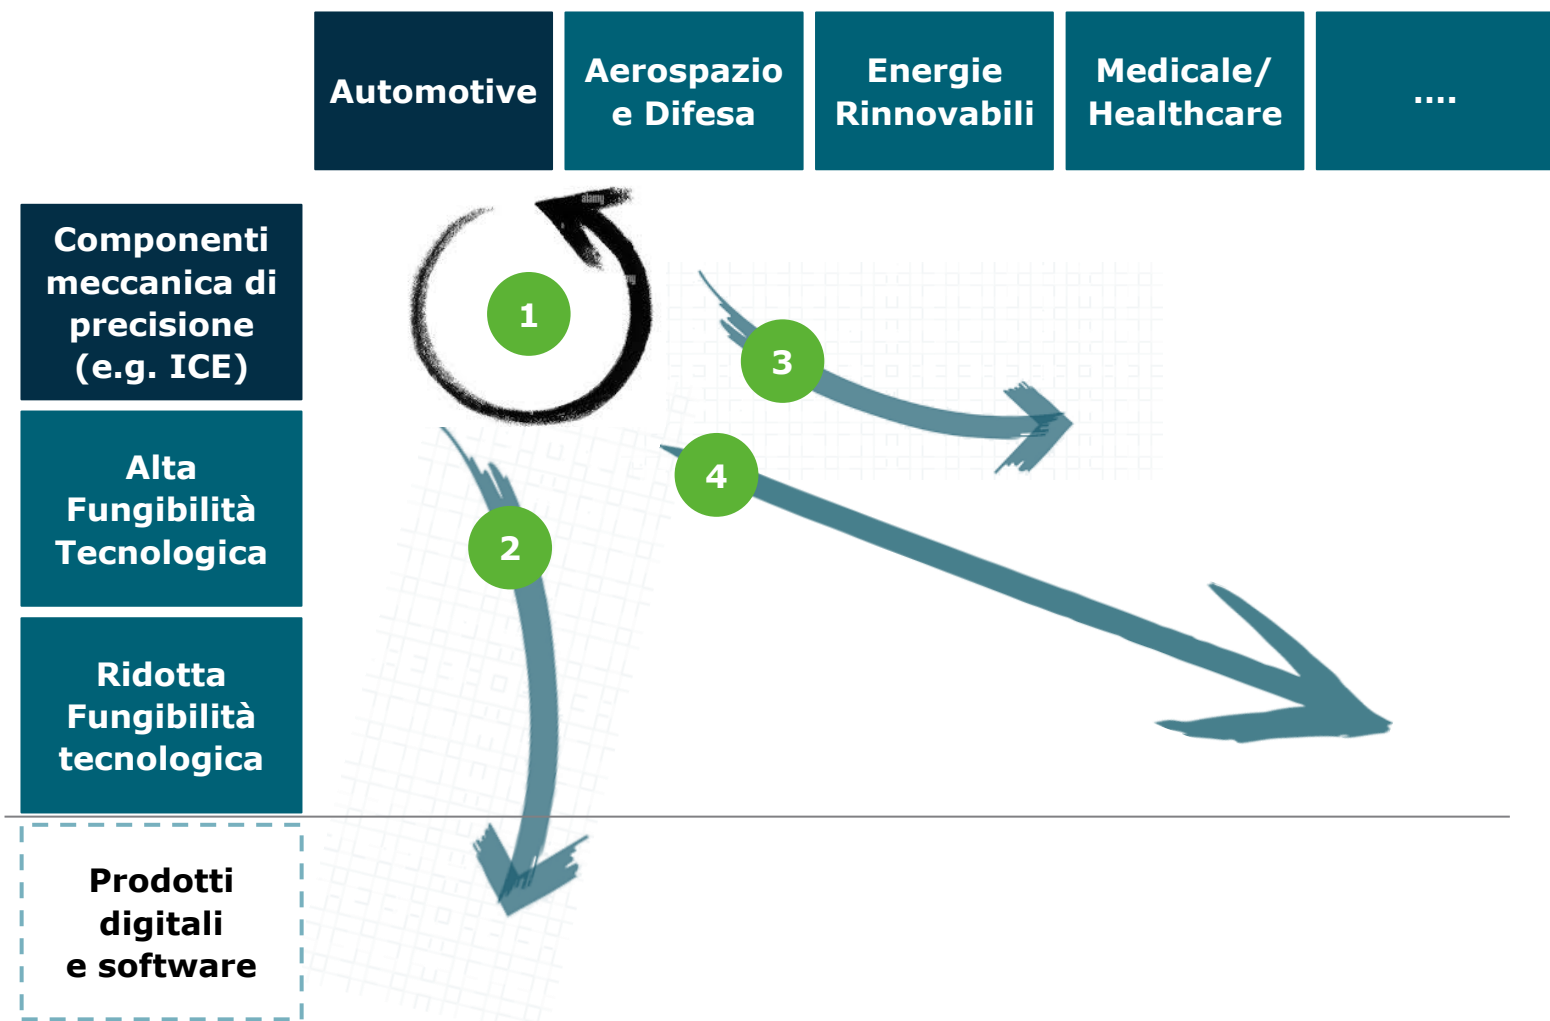 Automotive
Aerospazio
e Difesa
Energie
Rinnovabili
Medicale/
Healthcare
....
Componenti
meccanica di
precisione
(e.g. ICE)
1
alamy
3
Alta
Fungibilità
Tecnologica
4
2
Ridotta
Fungibilità
tecnologica
Prodotti
digitali
e software